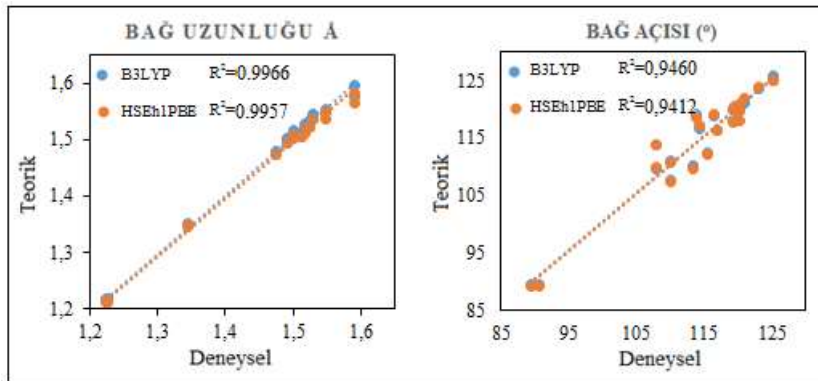 BAĞ UZUNLUĞU Å
B3LYP R²=0.9966
HSEh1PBE R²=0.9957
1,6
1,5
1,4
1,3
1,2
Teorik
1,2 1,3 1,4 1,5 1,6
Deneysel
BAĞ AÇISI (º)
B3LYP R²=0,9460
HSEh1PBE R²=0,9412
125
115
105
95
85
Teorik
85 95 105 115 125
Deneysel